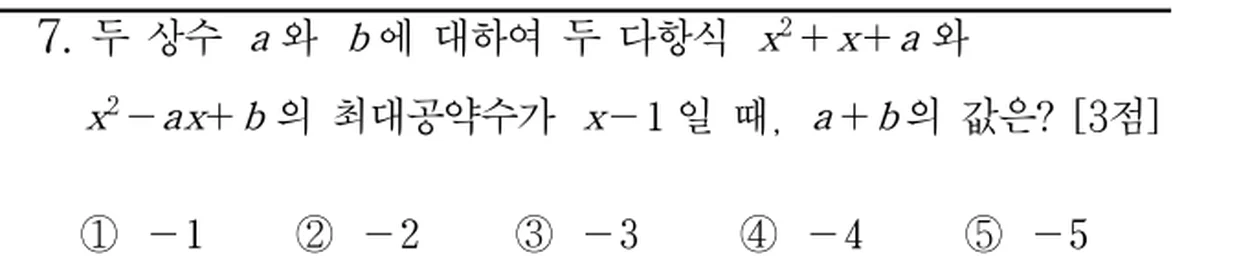 7. 두 상수 a와 b에 대하여 두 다항식 x²+x+a와
x²-ax+b의 최대공약수가 x-1일 때, a+b의 값은? [3점]
① -1 ② -2 ③ -3 ④ -4 ⑤ -5